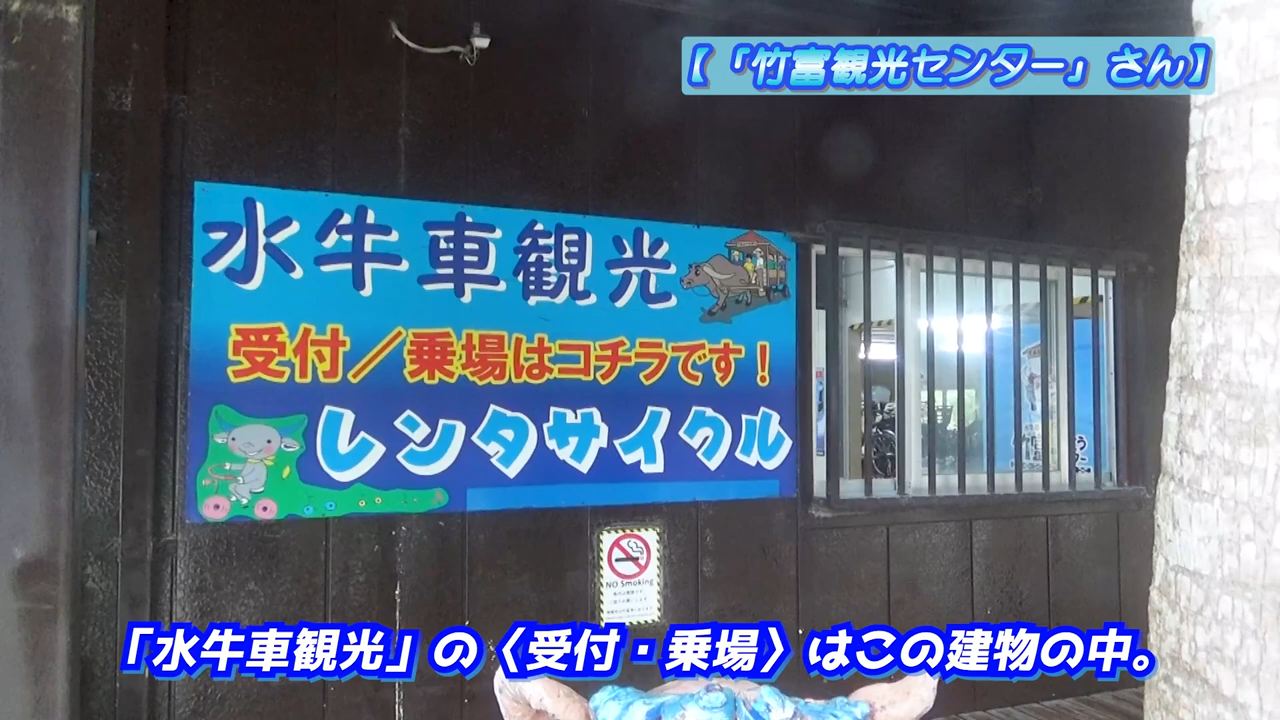 【「竹富観光センター」さん】
水牛車観光
受付／乗場はコチラです！
レンタサイクル
NO Smoking
「水牛車観光」の〈受付・乗場〉はこの建物の中。